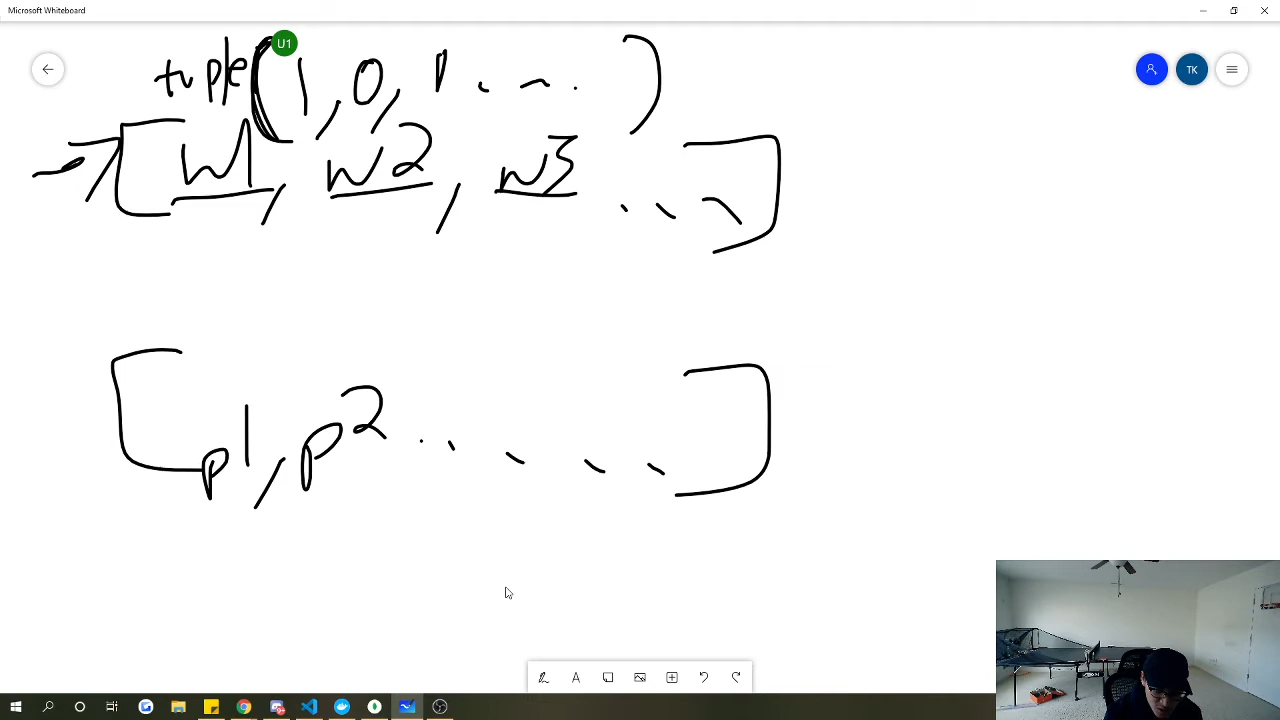 Microsoft Whiteboard
U1
TK
tuple(1, 0, 1 . ~ . )
[w1, w2, w3 ...]
[p1, p2 .....]
A